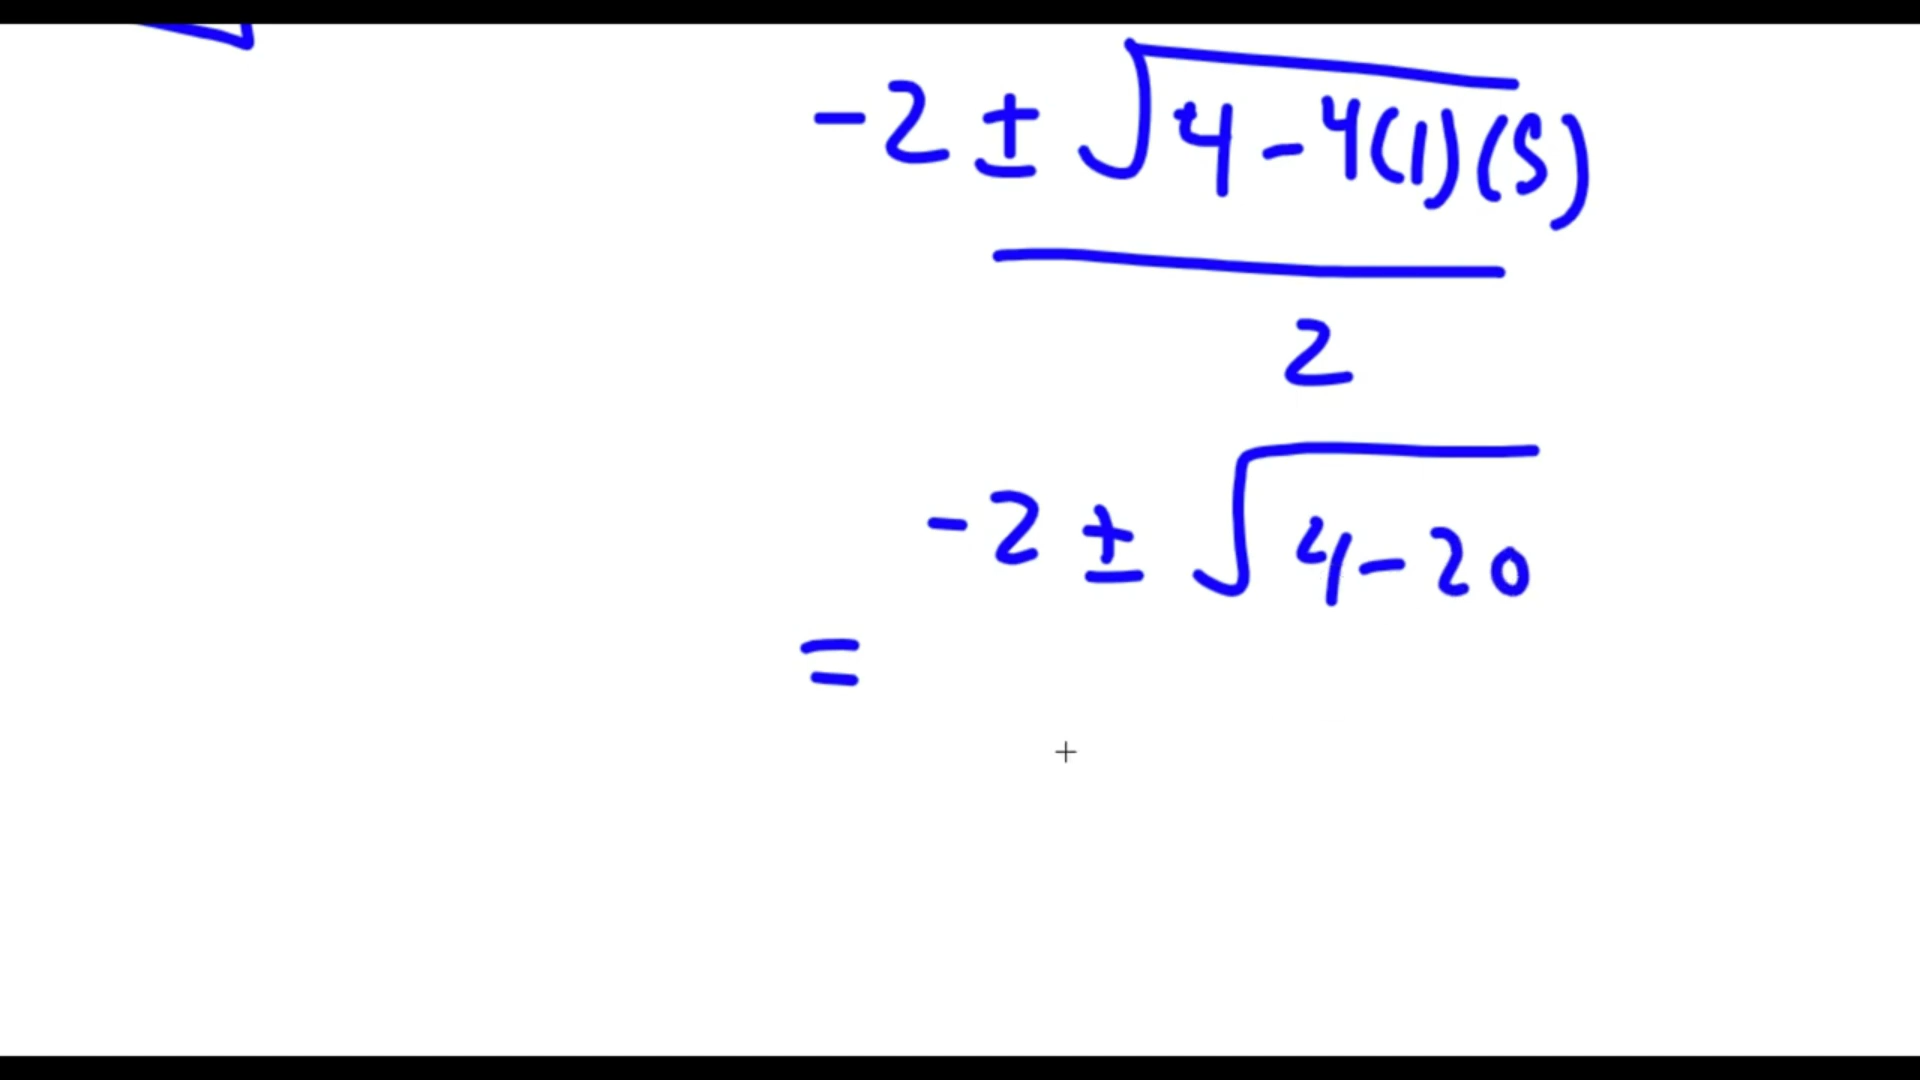 -2 ± √4-4(1)(5)
2
-2 ± √4-20
=